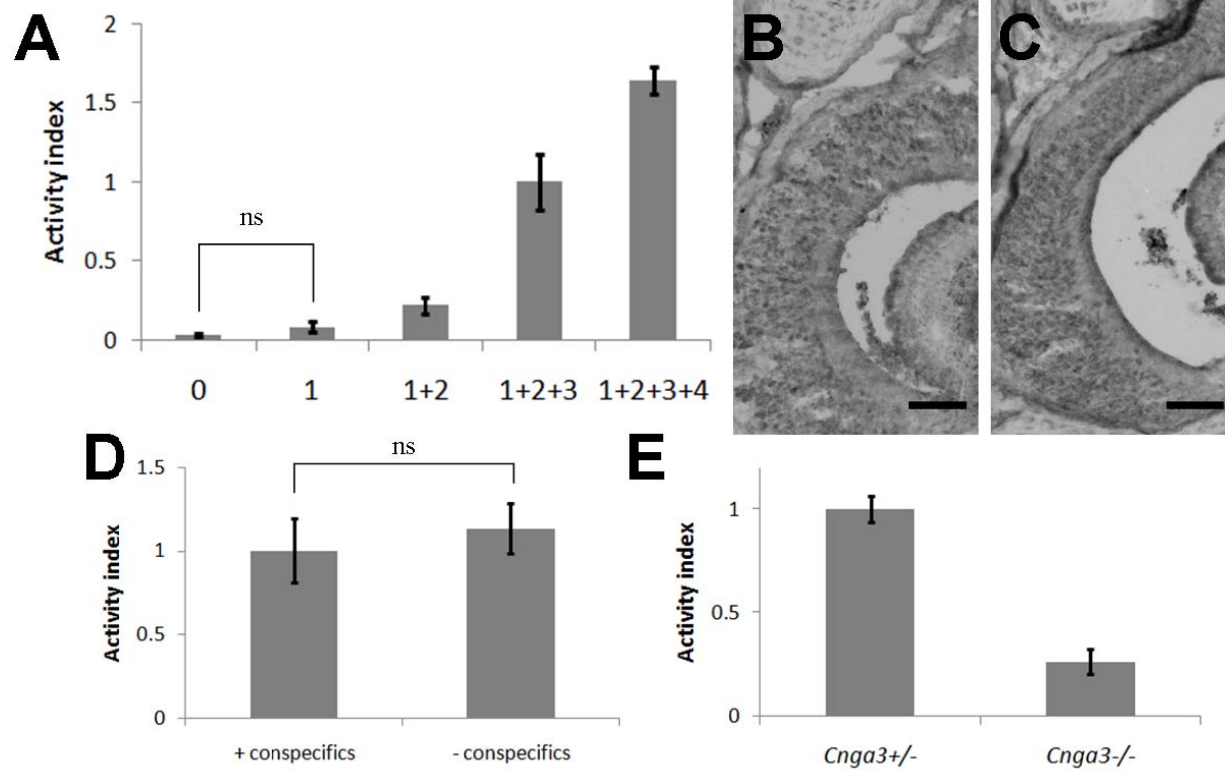 A
2
1.5
1
0.5
0
Activity index
ns
0 1 1+2 1+2+3 1+2+3+4
B
C
D
1.5
1
0.5
0
Activity index
ns
+ conspecifics - conspecifics
E
1
0.5
0
Activity index
Cnga3+/- Cnga3-/-